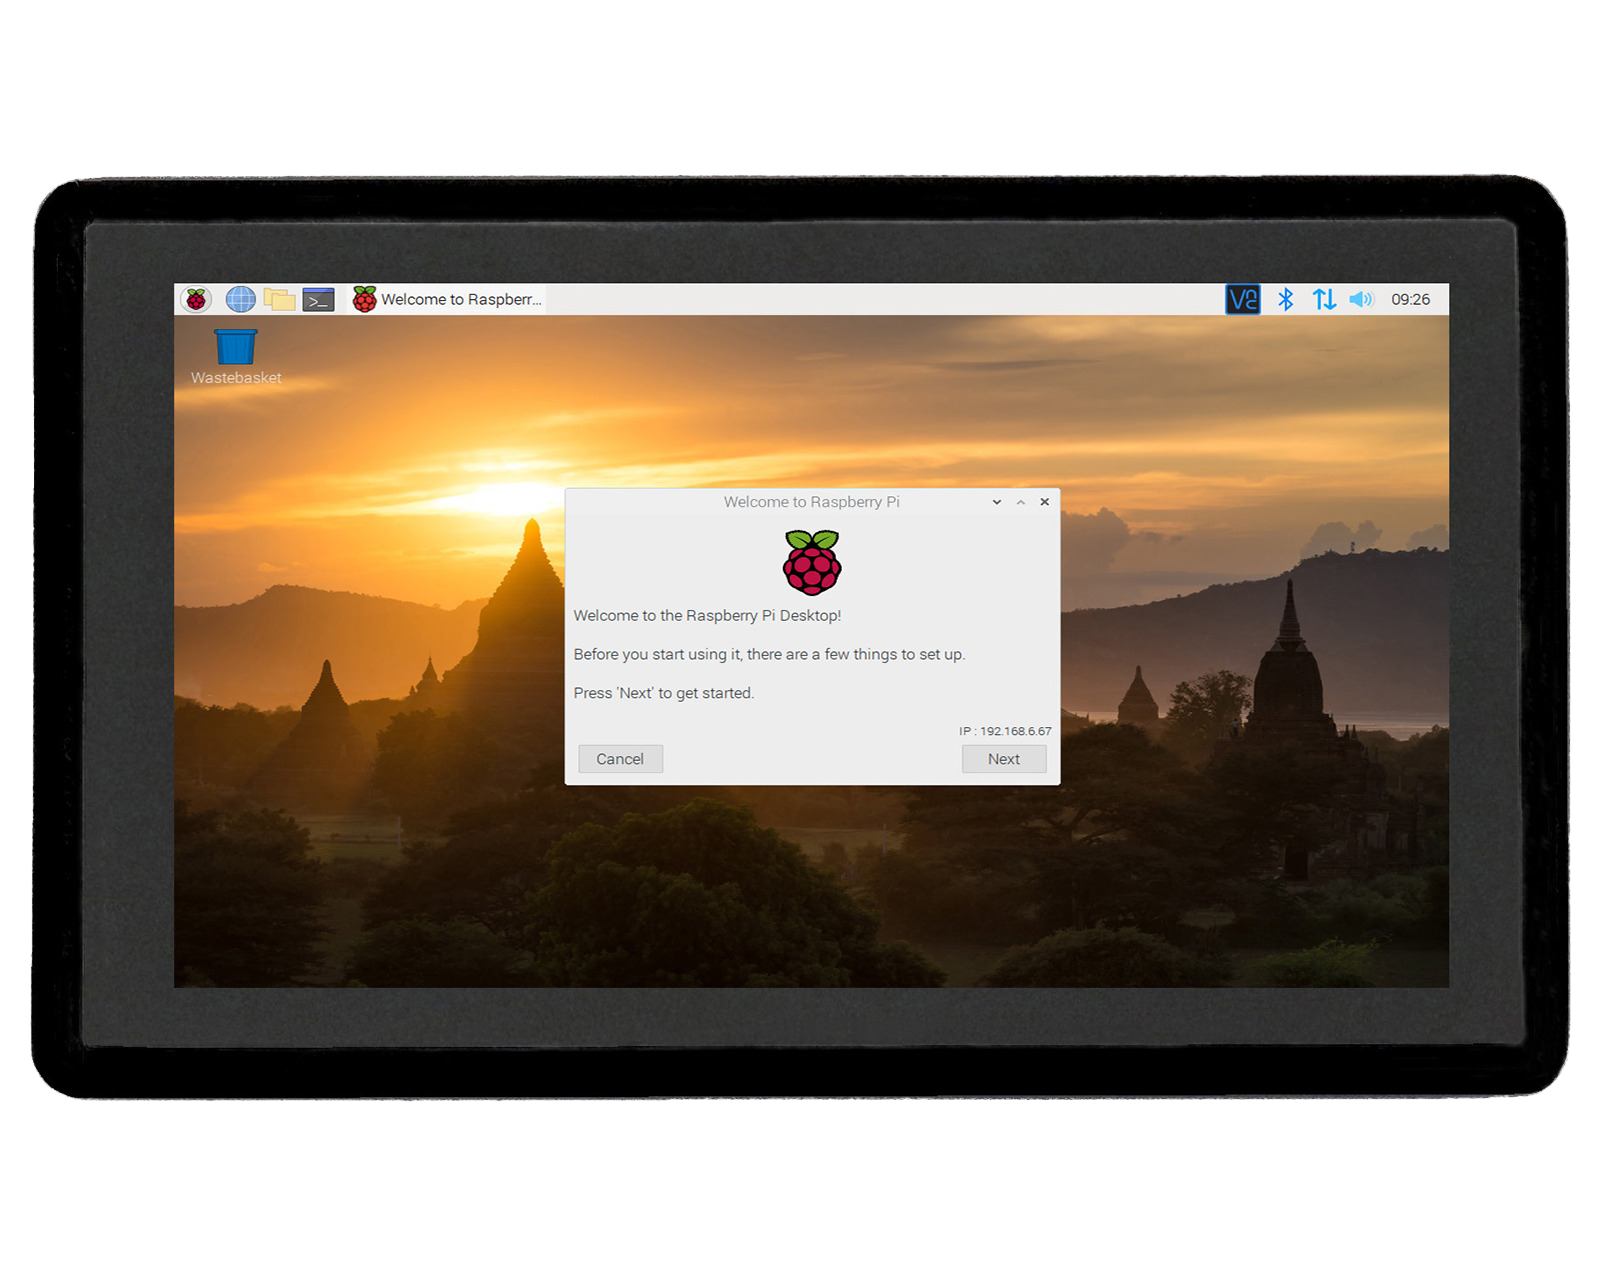 Welcome to Raspberr...
09:26
Wastebasket
Welcome to Raspberry Pi
Welcome to the Raspberry Pi Desktop!
Before you start using it, there are a few things to set up.
Press 'Next' to get started.
IP : 192.168.6.67
Cancel
Next